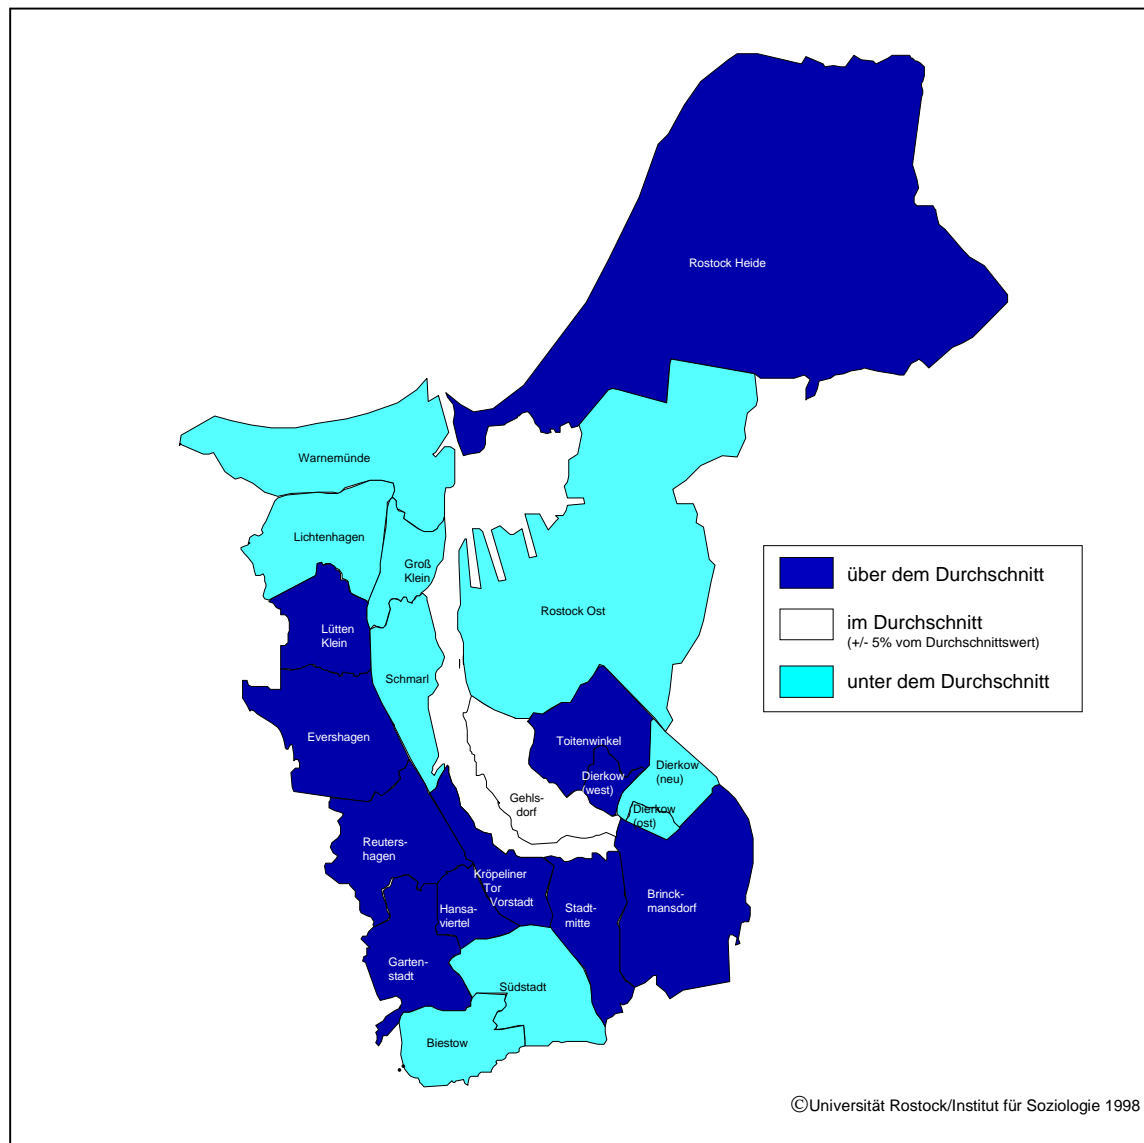 Rostock Heide
Warnemünde
Lichtenhagen
Groß
Klein
Rostock Ost
Lütten
Klein
Schmarl
Evershagen
Toitenwinkel
Dierkow
(west)
Dierkow
(neu)
Gehls-
dorf
Dierkow
(ost)
Reuters-
hagen
Kröpeliner
Tor
Vorstadt
Hansa-
viertel
Stadt-
mitte
Brinck-
mansdorf
Garten-
stadt
Südstadt
Biestow
über dem Durchschnitt
im Durchschnitt
(+/- 5% vom Durchschnittswert)
unter dem Durchschnitt
©Universität Rostock/Institut für Soziologie 1998